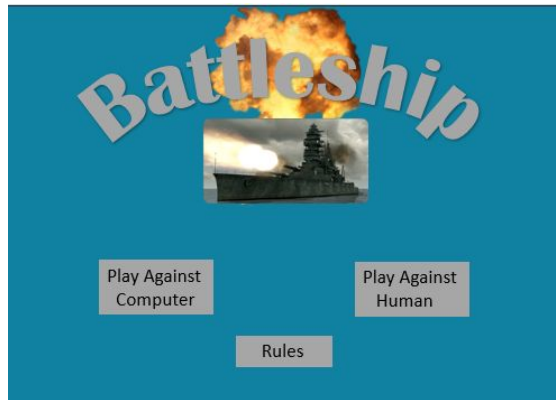 Battleship
Play Against
Computer
Play Against
Human
Rules